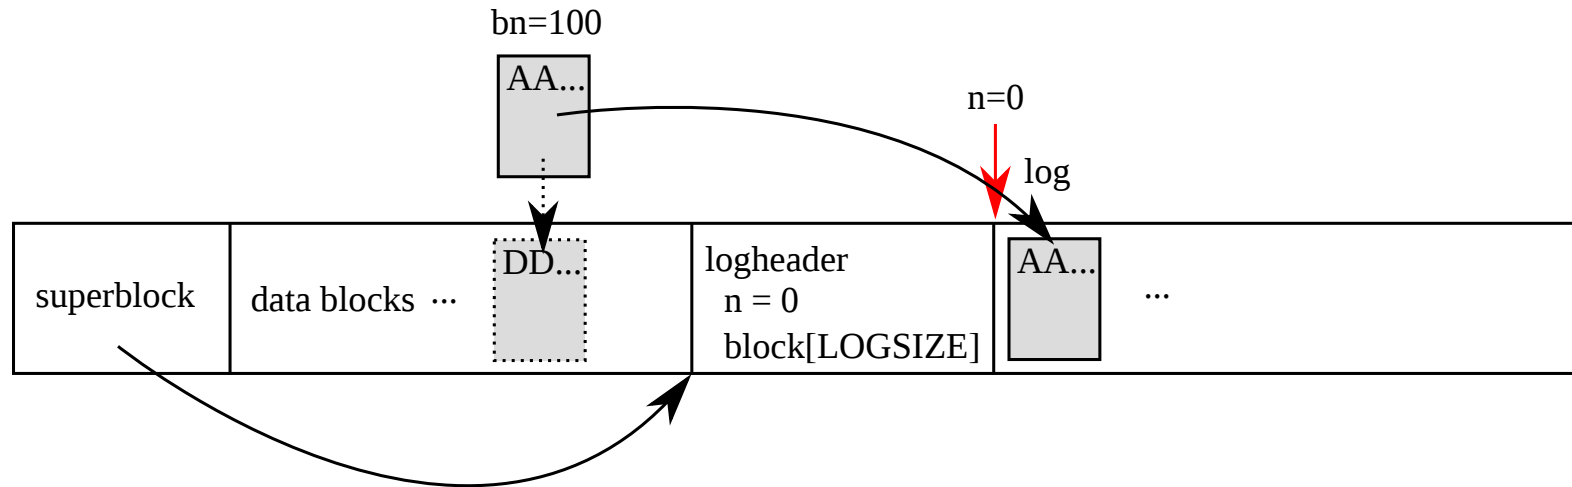 bn=100
AA...
n=0
log
superblock
data blocks ...
DD...
logheader
n = 0
block[LOGSIZE]
AA...
...